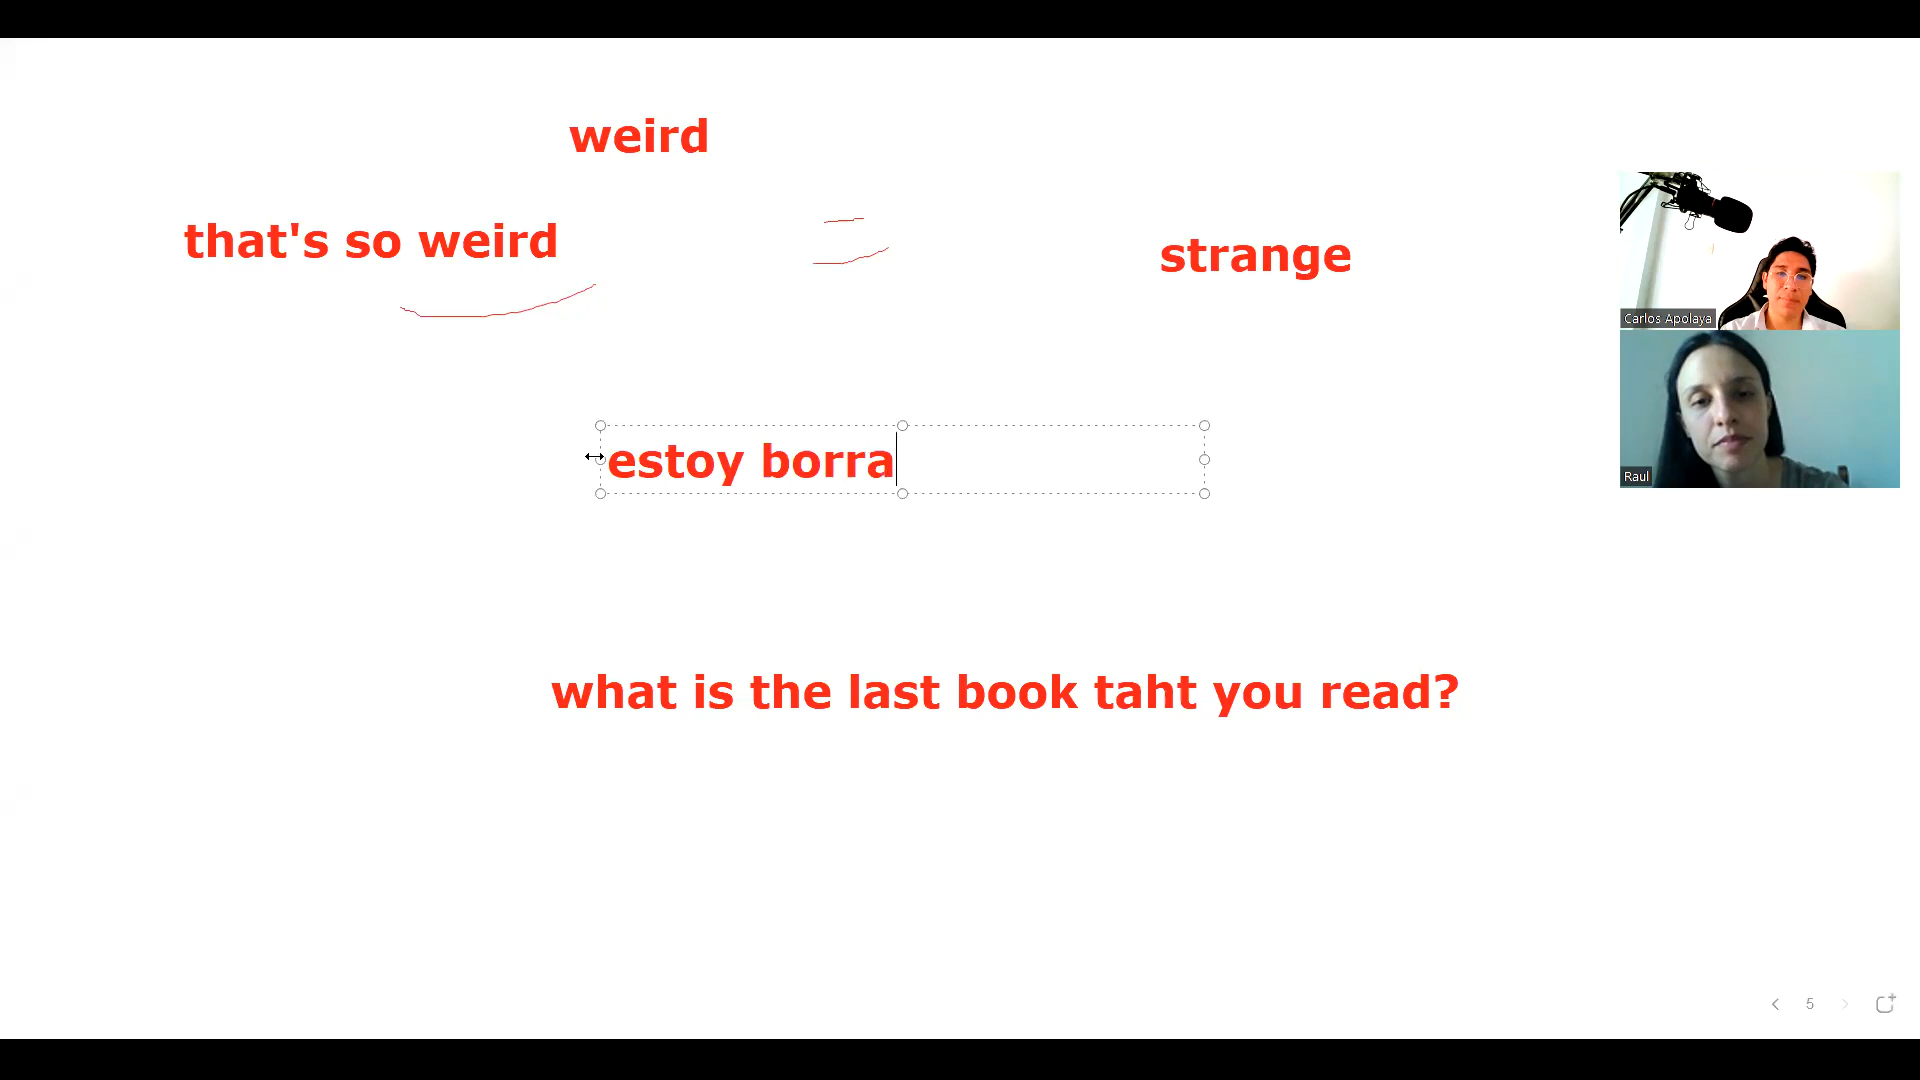 weird
that's so weird
strange
Carlos Apolaya
estoy borra
Raul
what is the last book taht you read?
5